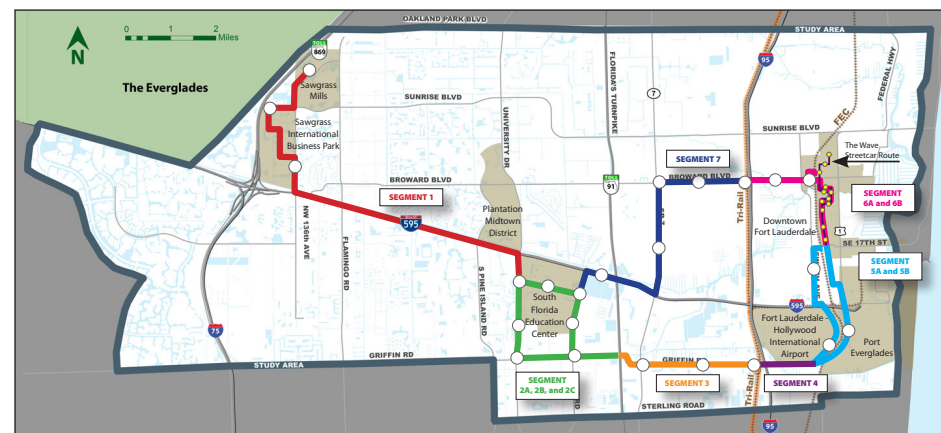 OAKLAND PARK BLVD
STUDY AREA
0 1 2
Miles
N
TOLL
869
95
The Everglades
Sawgrass
Mills
FEDERAL HWY
UNIVERSITY DR
FLORIDA'S TURNPIKE
7
FEC
SUNRISE BLVD
SUNRISE BLVD
Sawgrass
International
Business Park
The Wave
Streetcar Route
SEGMENT 7
BROWARD BLVD
BROWARD BLVD
TOLL
91
SEGMENT 1
SEGMENT
6A and 6B
Tri-Rail
595
Plantation
Midtown
District
Downtown
Fort Lauderdale
1
SE 17TH ST
NW 136th AVE
FLAMINGO RD
S PINE ISLAND RD
SEGMENT
5A and 5B
South
Florida
Education
Center
595
Fort Lauderdale -
Hollywood
International
Airport
Port
Everglades
75
GRIFFIN RD
STUDY AREA
GRIFFIN RD
SEGMENT
2A, 2B, and 2C
SEGMENT 3
SEGMENT 4
Tri-Rail
STERLING ROAD
95